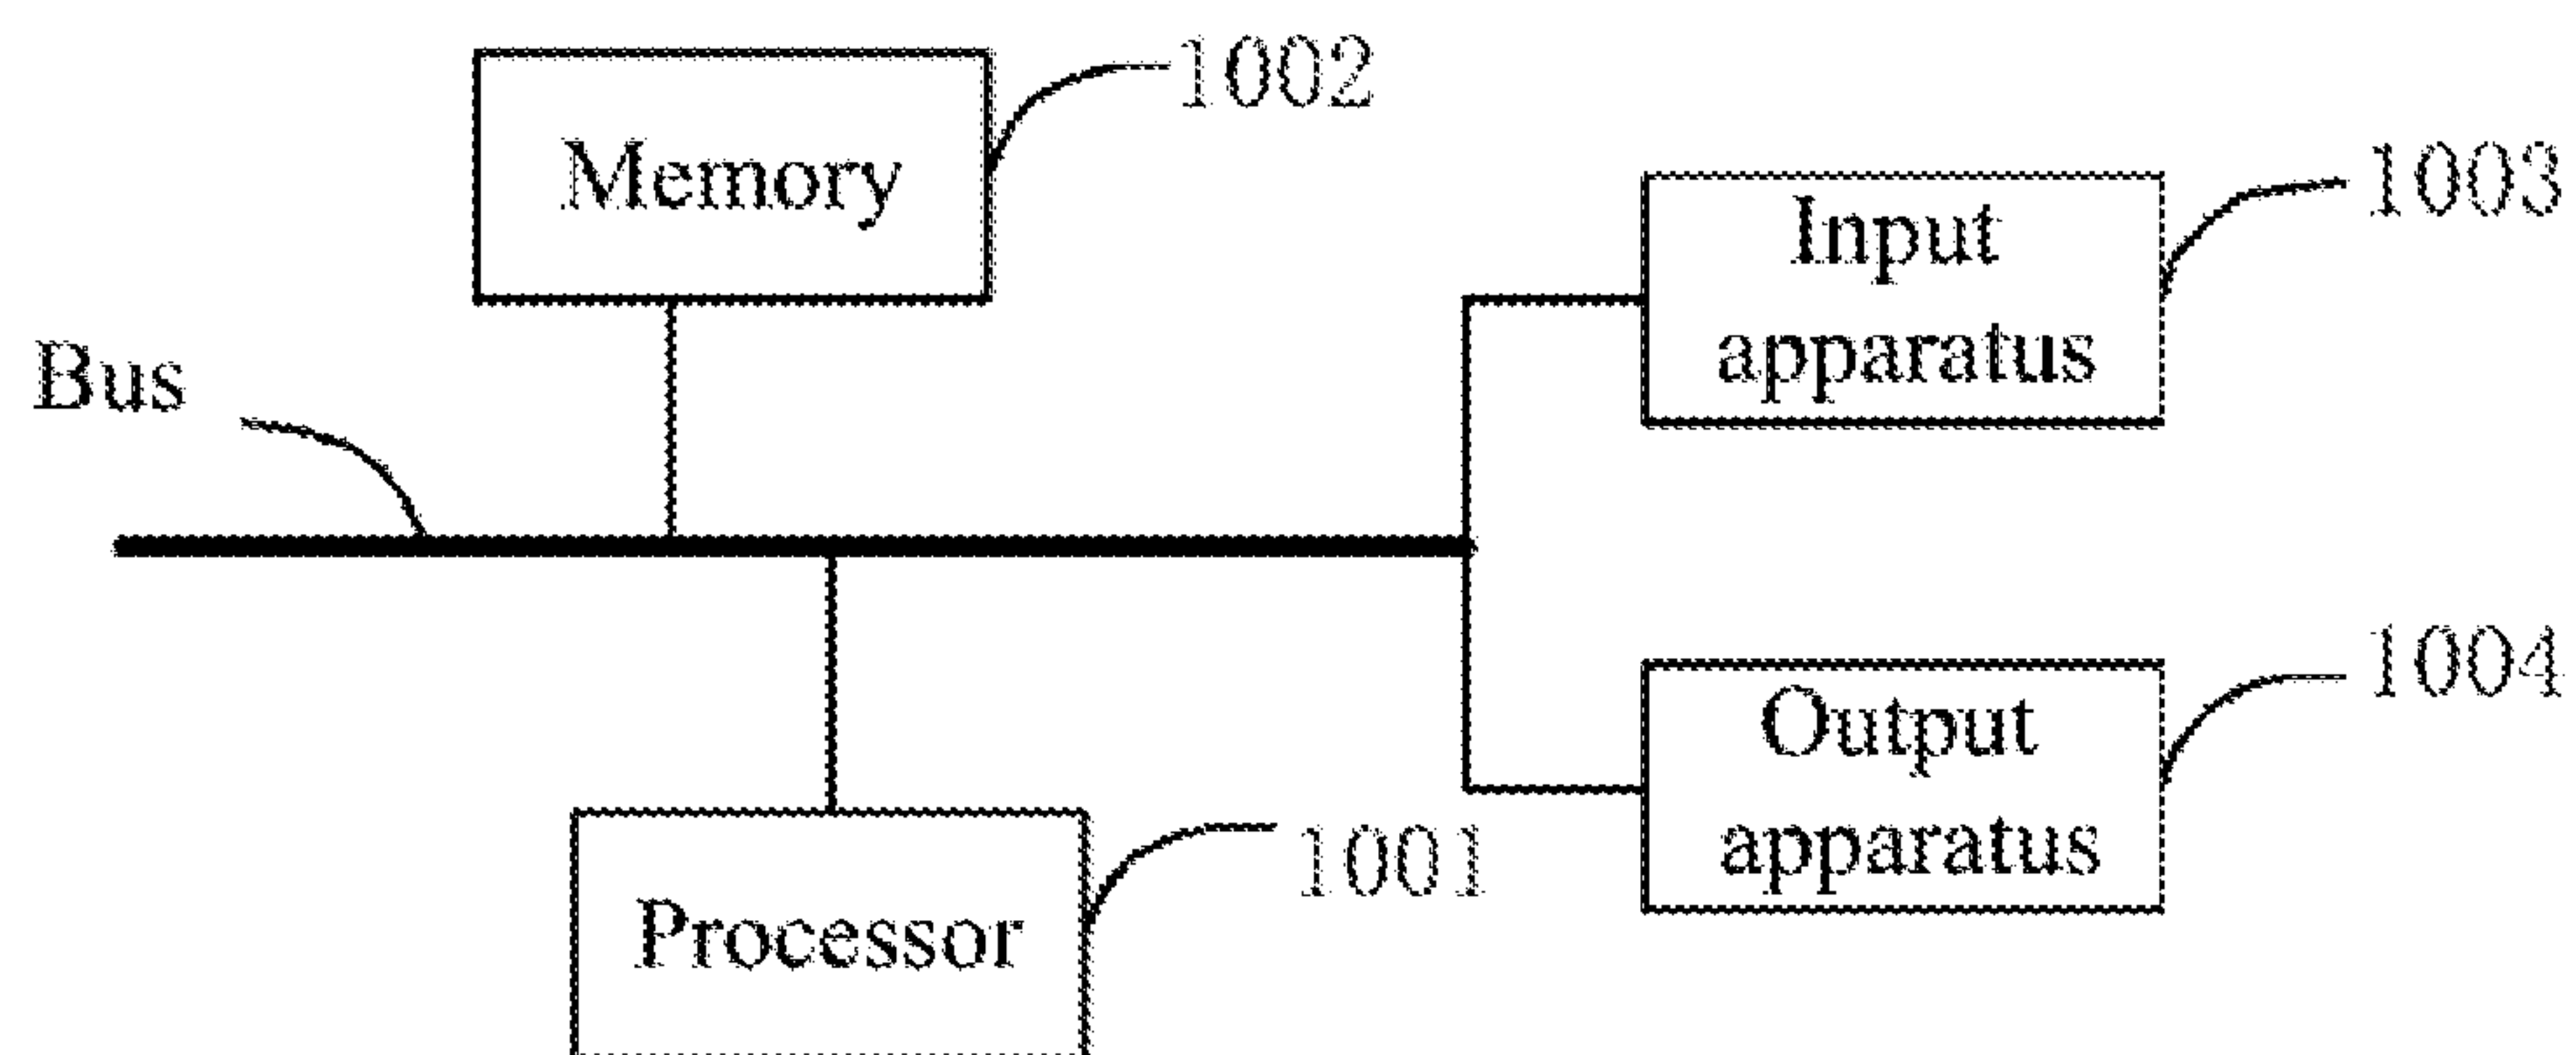 1002
Memory
1003
Input
apparatus
Bus
1004
Output
apparatus
1001
Processor